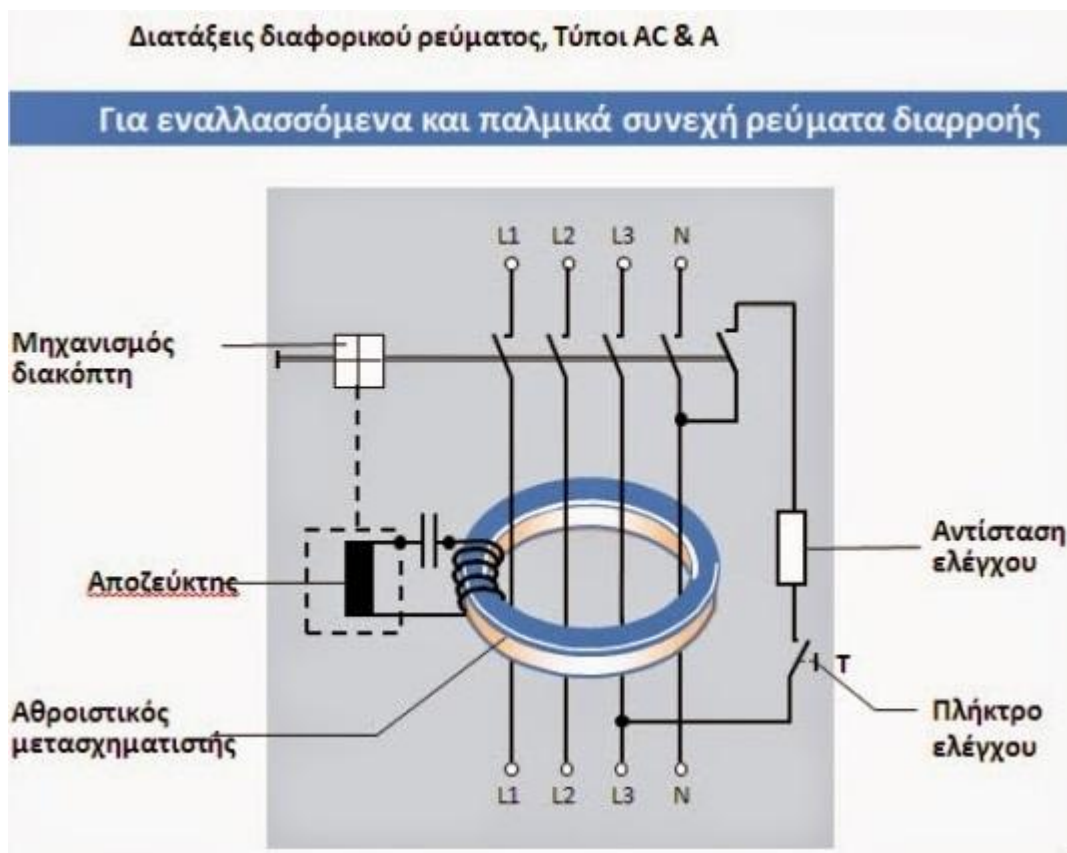 Διατάξεις διαφορικού ρεύματος, Τύποι AC & A
Για εναλλασσόμενα και παλμικά συνεχή ρεύματα διαρροής
L1 L2 L3 N
Μηχανισμός
διακόπτη
Αντίσταση
ελέγχου
Αποζεύκτης
T
Αθροιστικός
μετασχηματιστής
Πλήκτρο
ελέγχου
L1 L2 L3 N